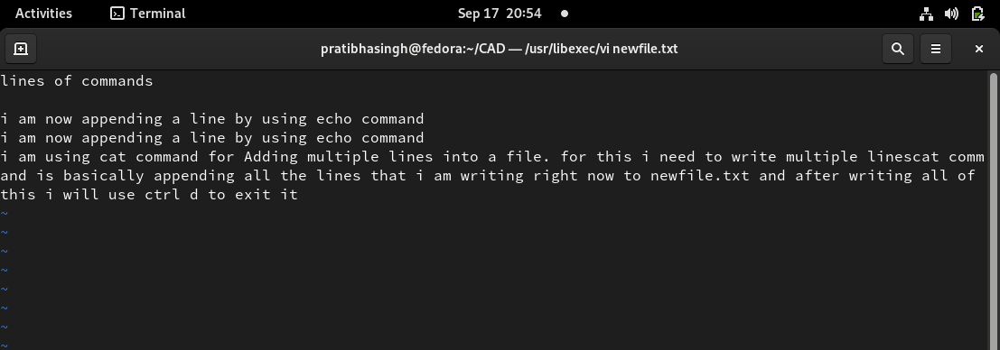 Activities Terminal Sep 17 20:54
pratibhasingh@fedora:~/CAD — /usr/libexec/vi newfile.txt
lines of commands
i am now appending a line by using echo command
i am now appending a line by using echo command
i am using cat command for Adding multiple lines into a file. for this i need to write multiple linescat comm
and is basically appending all the lines that i am writing right now to newfile.txt and after writing all of
this i will use ctrl d to exit it
~
~
~
~
~
~
~
~